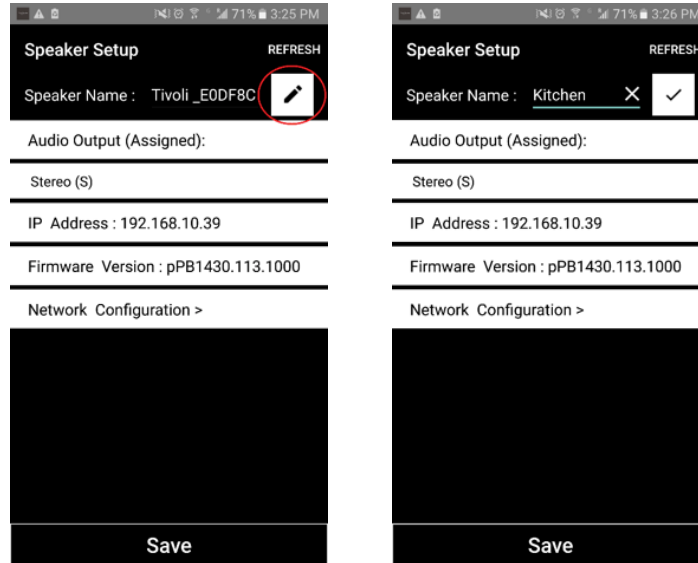 71% 3:25 PM
Speaker Setup REFRESH
Speaker Name : Tivoli _E0DF8C
Audio Output (Assigned):
Stereo (S)
IP Address : 192.168.10.39
Firmware Version : pPB1430.113.1000
Network Configuration >
Save
71% 3:26 PM
Speaker Setup REFRESH
Speaker Name : Kitchen
Audio Output (Assigned):
Stereo (S)
IP Address : 192.168.10.39
Firmware Version : pPB1430.113.1000
Network Configuration >
Save